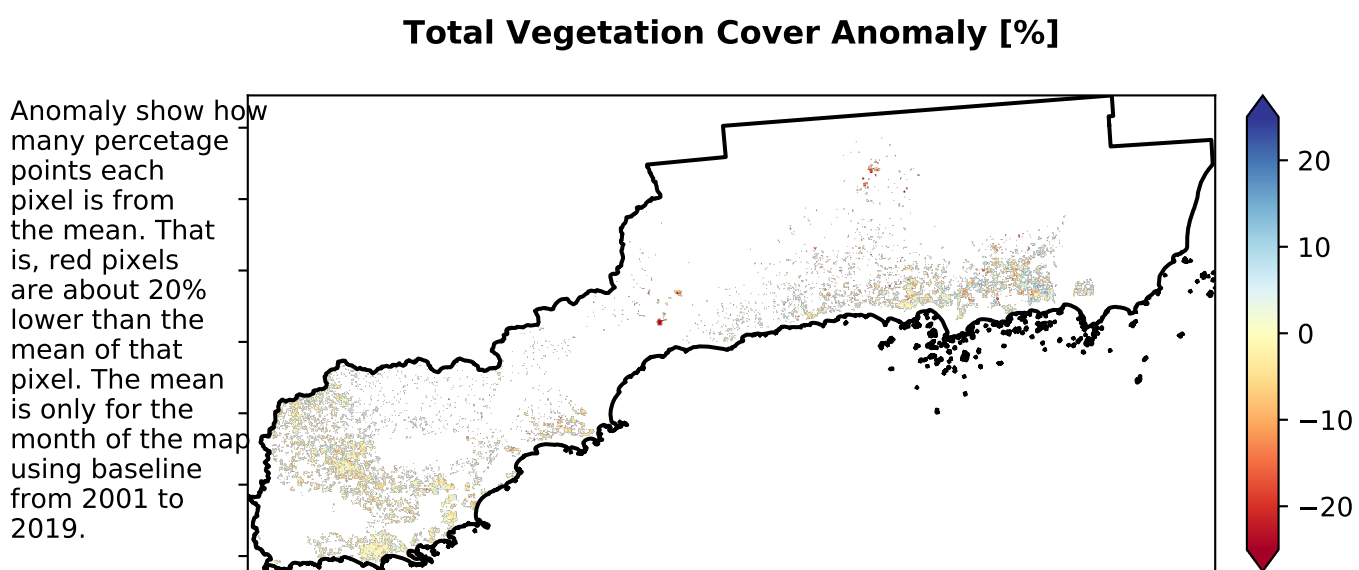 Total Vegetation Cover Anomaly [%]
Anomaly show how
many percetage
points each
pixel is from
the mean. That
is, red pixels
are about 20%
lower than the
mean of that
pixel. The mean
is only for the
month of the map
using baseline
from 2001 to
2019.
20
10
0
−10
−20